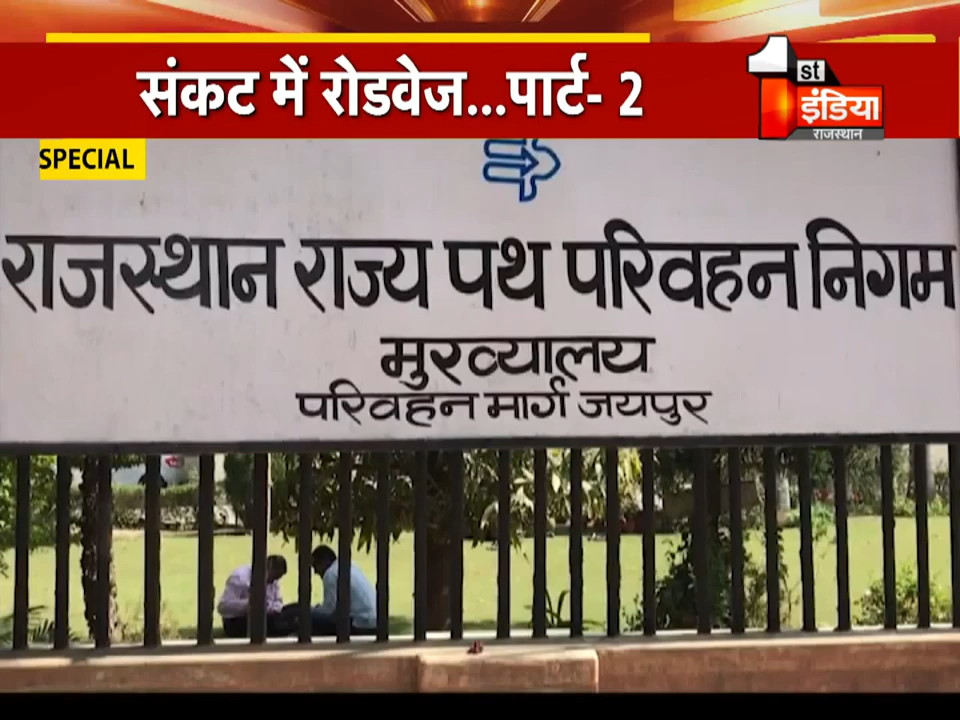 संकट में रोडवेज...पार्ट- 2
1st
इंडिया
राजस्थान
SPECIAL
राजस्थान राज्य पथ परिवहन निगम
मुख्यालय
परिवहन मार्ग जयपुर